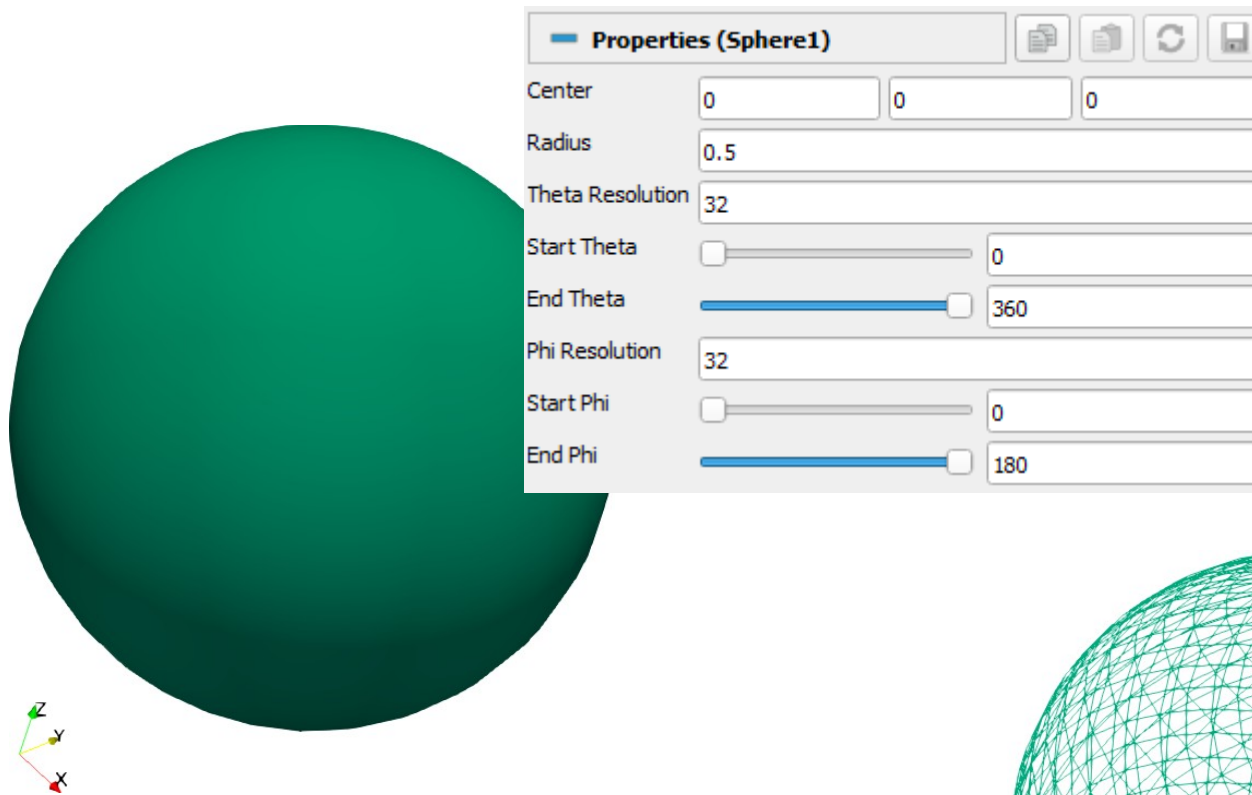 Properties (Sphere1)
Center 0 0 0
Radius 0.5
Theta Resolution 32
Start Theta 0
End Theta 360
Phi Resolution 32
Start Phi 0
End Phi 180
Z
Y
X